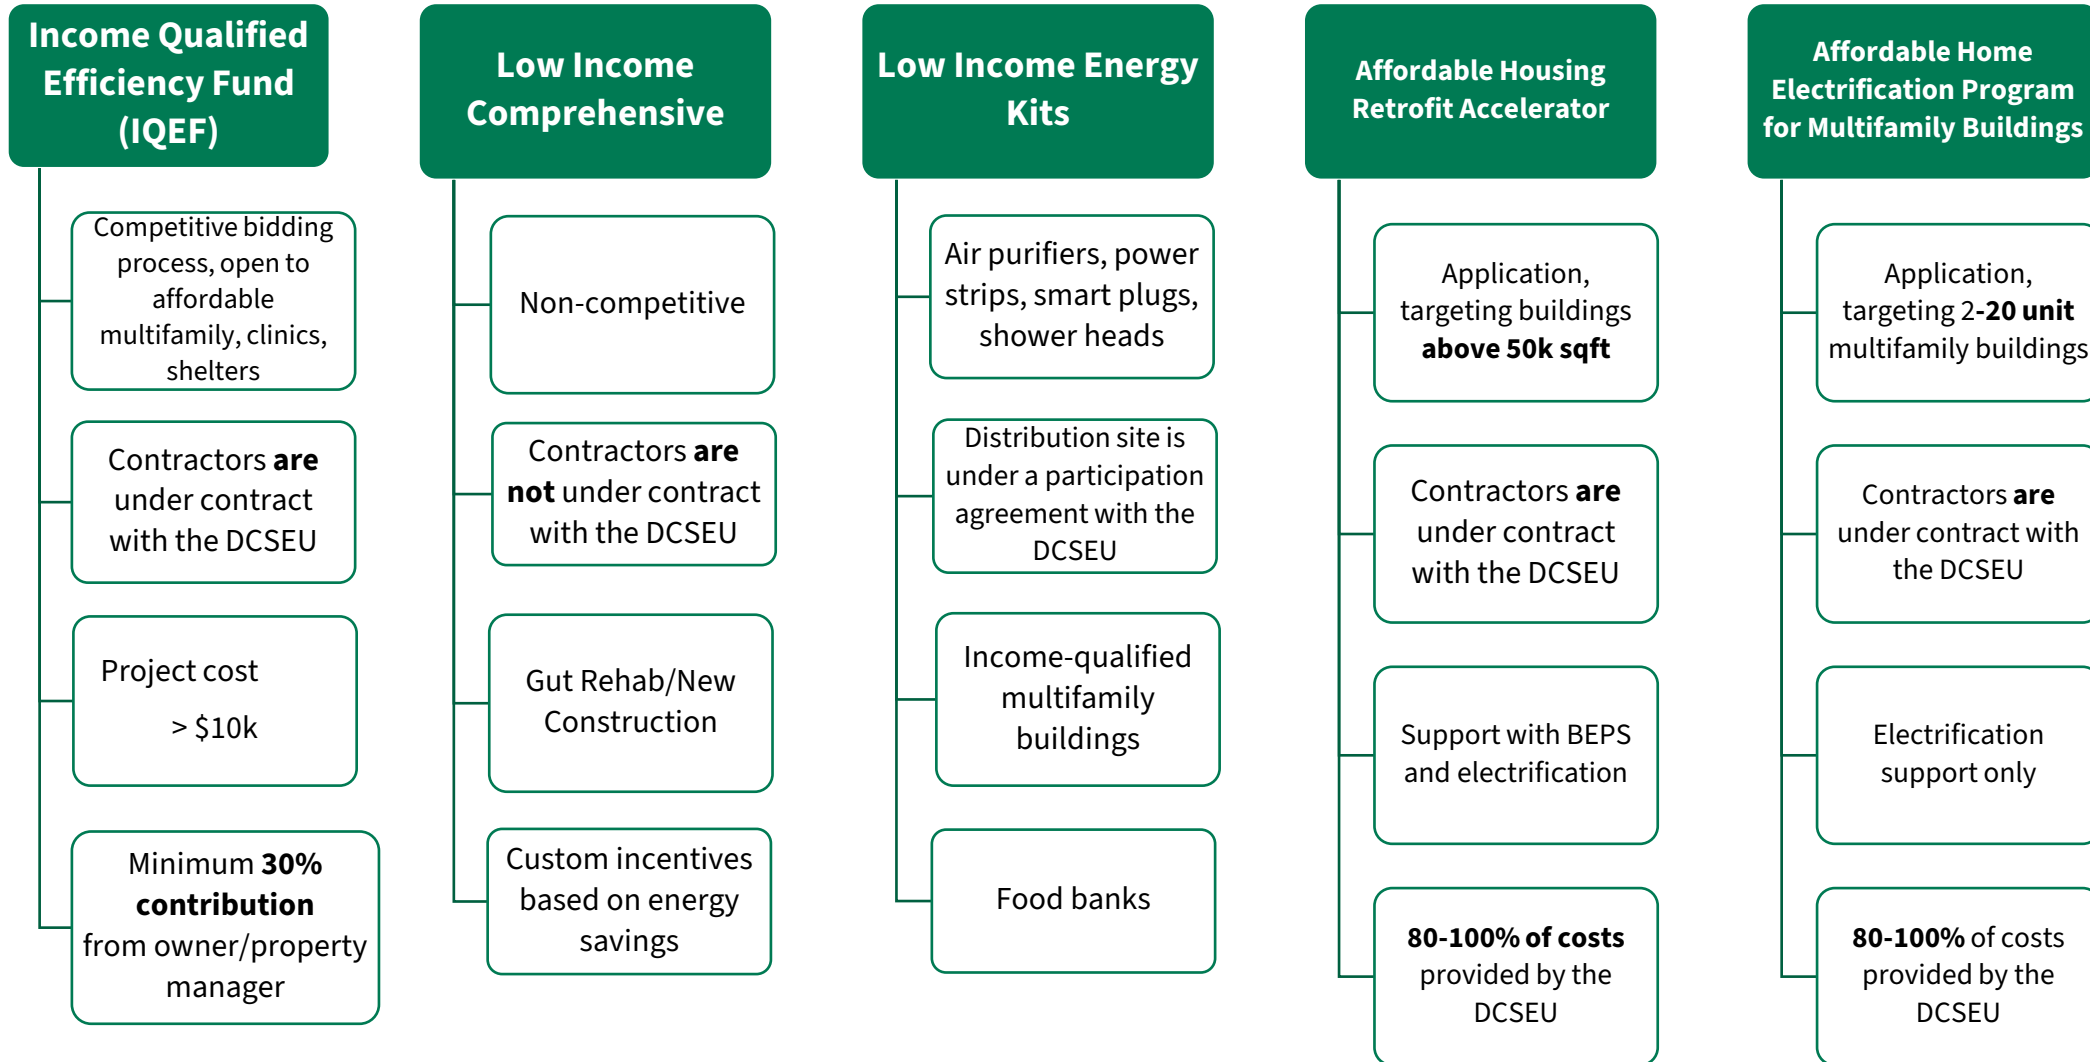 Income Qualified
Efficiency Fund
(IQEF)
Competitive bidding
process, open to
affordable
multifamily, clinics,
shelters
Contractors are
under contract
with the DCSEU
Project cost
> $10k
Minimum 30%
contribution
from owner/property
manager
Low Income
Comprehensive
Non-competitive
Contractors are
not under contract
with the DCSEU
Gut Rehab/New
Construction
Custom incentives
based on energy
savings
Low Income Energy
Kits
Air purifiers, power
strips, smart plugs,
shower heads
Distribution site is
under a participation
agreement with the
DCSEU
Income-qualified
multifamily
buildings
Food banks
Affordable Housing
Retrofit Accelerator
Application,
targeting buildings
above 50k sqft
Contractors are
under contract
with the DCSEU
Support with BEPS
and electrification
80-100% of costs
provided by the
DCSEU
Affordable Home
Electrification Program
for Multifamily Buildings
Application,
targeting 2-20 unit
multifamily buildings
Contractors are
under contract with
the DCSEU
Electrification
support only
80-100% of costs
provided by the
DCSEU